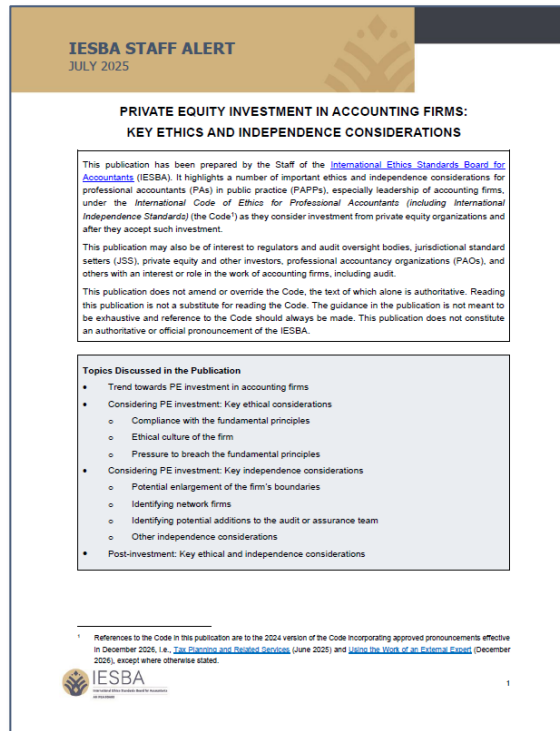 IESBA STAFF ALERT
JULY 2025
PRIVATE EQUITY INVESTMENT IN ACCOUNTING FIRMS:
KEY ETHICS AND INDEPENDENCE CONSIDERATIONS
This publication has been prepared by the Staff of the International Ethics Standards Board for
Accountants (IESBA). It highlights a number of important ethics and independence considerations for
professional accountants (PAs) in public practice (PAPPs), especially leadership of accounting firms,
under the International Code of Ethics for Professional Accountants (including International
Independence Standards) (the Code¹) as they consider investment from private equity organizations and
after they accept such investment.
This publication may also be of interest to regulators and audit oversight bodies, jurisdictional standard
setters (JSS), private equity and other investors, professional accountancy organizations (PAOs), and
others with an interest or role in the work of accounting firms, including audit.
This publication does not amend or override the Code, the text of which alone is authoritative. Reading
this publication is not a substitute for reading the Code. The guidance in the publication is not meant to
be exhaustive and reference to the Code should always be made. This publication does not constitute
an authoritative or official pronouncement of the IESBA.
Topics Discussed in the Publication
• Trend towards PE investment in accounting firms
• Considering PE investment: Key ethical considerations
o Compliance with the fundamental principles
o Ethical culture of the firm
o Pressure to breach the fundamental principles
• Considering PE investment: Key independence considerations
o Potential enlargement of the firm's boundaries
o Identifying network firms
o Identifying potential additions to the audit or assurance team
o Other independence considerations
• Post-investment: Key ethical and independence considerations
¹ References to the Code in this publication are to the 2024 version of the Code incorporating approved pronouncements effective
in December 2026, i.e., Tax Planning and Related Services (June 2025) and Using the Work of an External Expert (December
2026), except where otherwise stated.
IESBA
International Ethics Standards Board for Accountants
1